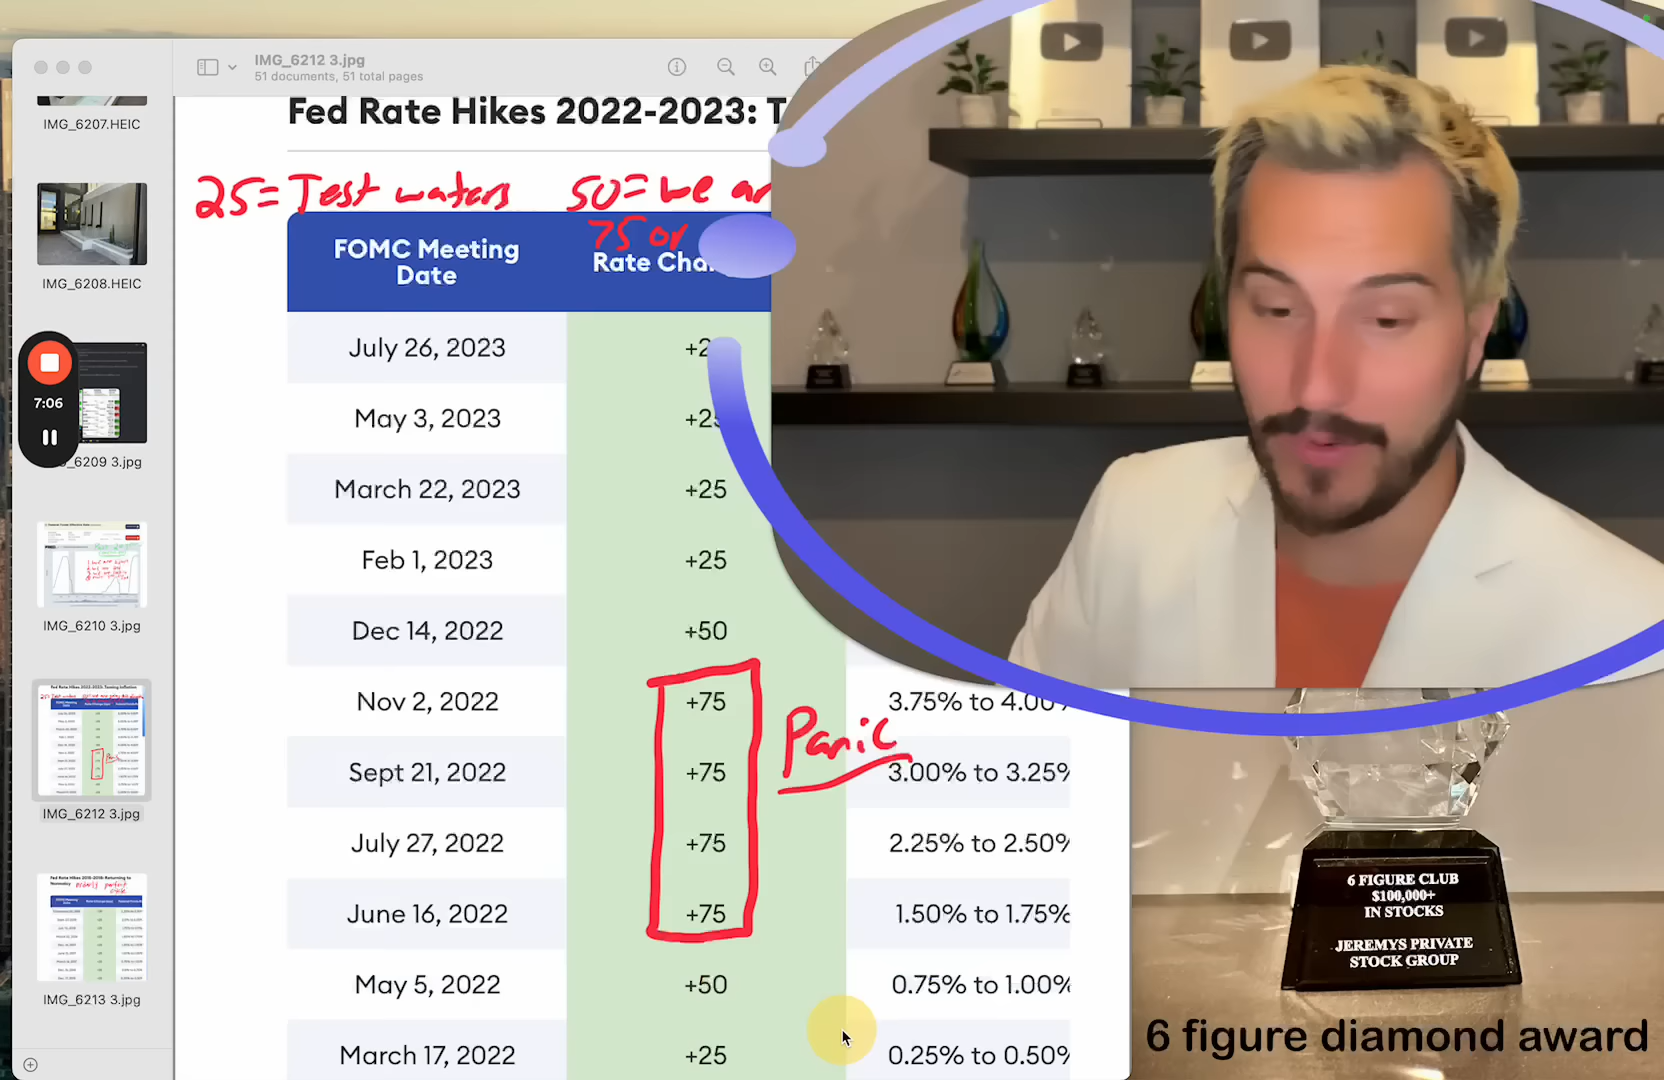 IMG_6212 3.jpg
51 documents, 51 total pages
IMG_6207.HEIC
IMG_6208.HEIC
7:06
_6209 3.jpg
IMG_6210 3.jpg
IMG_6212 3.jpg
IMG_6213 3.jpg
Fed Rate Hikes 2022-2023: T
25 = Test waters 50 = we ar
75 or
FOMC Meeting
Date
Rate Cha
July 26, 2023 +2
May 3, 2023 +25
March 22, 2023 +25
Feb 1, 2023 +25
Dec 14, 2022 +50
Nov 2, 2022 +75 3.75% to 4.00%
Panic
Sept 21, 2022 +75 3.00% to 3.25%
July 27, 2022 +75 2.25% to 2.50%
June 16, 2022 +75 1.50% to 1.75%
May 5, 2022 +50 0.75% to 1.00%
March 17, 2022 +25 0.25% to 0.50%
6 FIGURE CLUB
$100,000+
IN STOCKS
JEREMYS PRIVATE
STOCK GROUP
6 figure diamond award